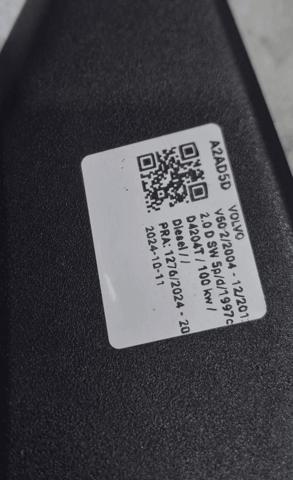 A2AD5D VOLVO
V50 2/2004 - 12/201
2.0 D SW 5p/d/1997c
D4204T / 100 kw /
Diesel / /
PRA: 1276/2024 - 20
2024-10-11